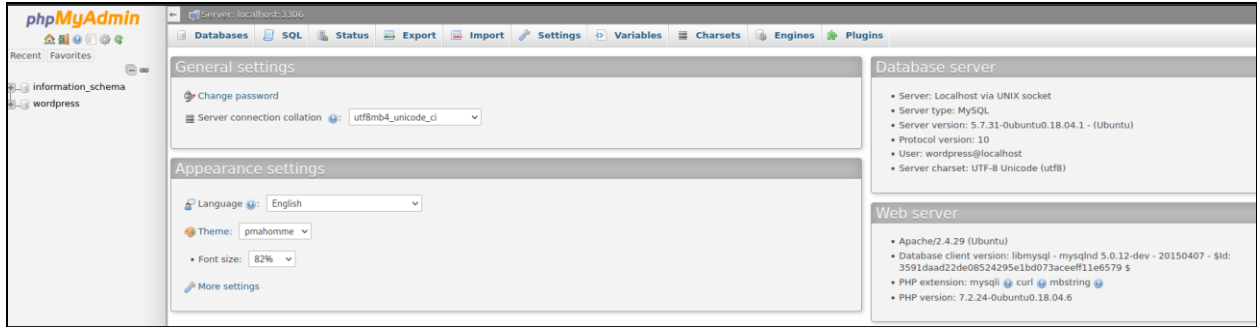 phpMyAdmin
Recent Favorites
information_schema
wordpress
Server: localhost:3306
Databases SQL Status Export Import Settings Variables Charsets Engines Plugins
General settings
Change password
Server connection collation : utf8mb4_unicode_ci
Appearance settings
Language : English
Theme: pmahomme
• Font size: 82%
More settings
Database server
• Server: Localhost via UNIX socket
• Server type: MySQL
• Server version: 5.7.31-0ubuntu0.18.04.1 - (Ubuntu)
• Protocol version: 10
• User: wordpress@localhost
• Server charset: UTF-8 Unicode (utf8)
Web server
• Apache/2.4.29 (Ubuntu)
• Database client version: libmysql - mysqlnd 5.0.12-dev - 20150407 - $Id:
3591daad22de08524295e1bd073aceeff11e6579 $
• PHP extension: mysqli curl mbstring
• PHP version: 7.2.24-0ubuntu0.18.04.6